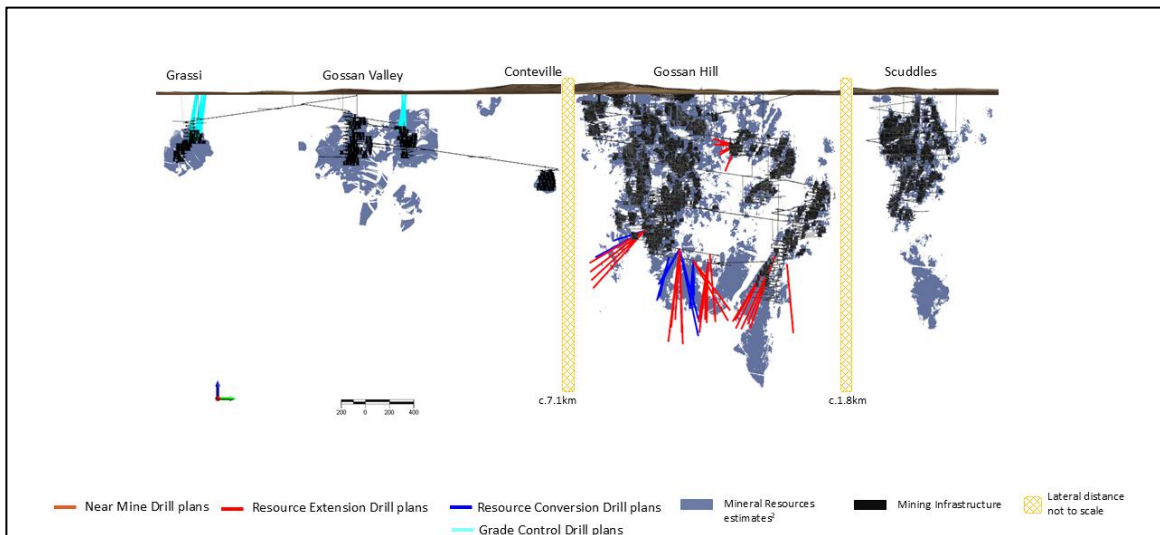 Grassi
Gossan Valley
Conteville
Gossan Hill
Scuddles
200 0 200 400
c.7.1km
c.1.8km
Near Mine Drill plans
Resource Extension Drill plans
Resource Conversion Drill plans
Grade Control Drill plans
Mineral Resources
estimates²
Mining Infrastructure
Lateral distance
not to scale